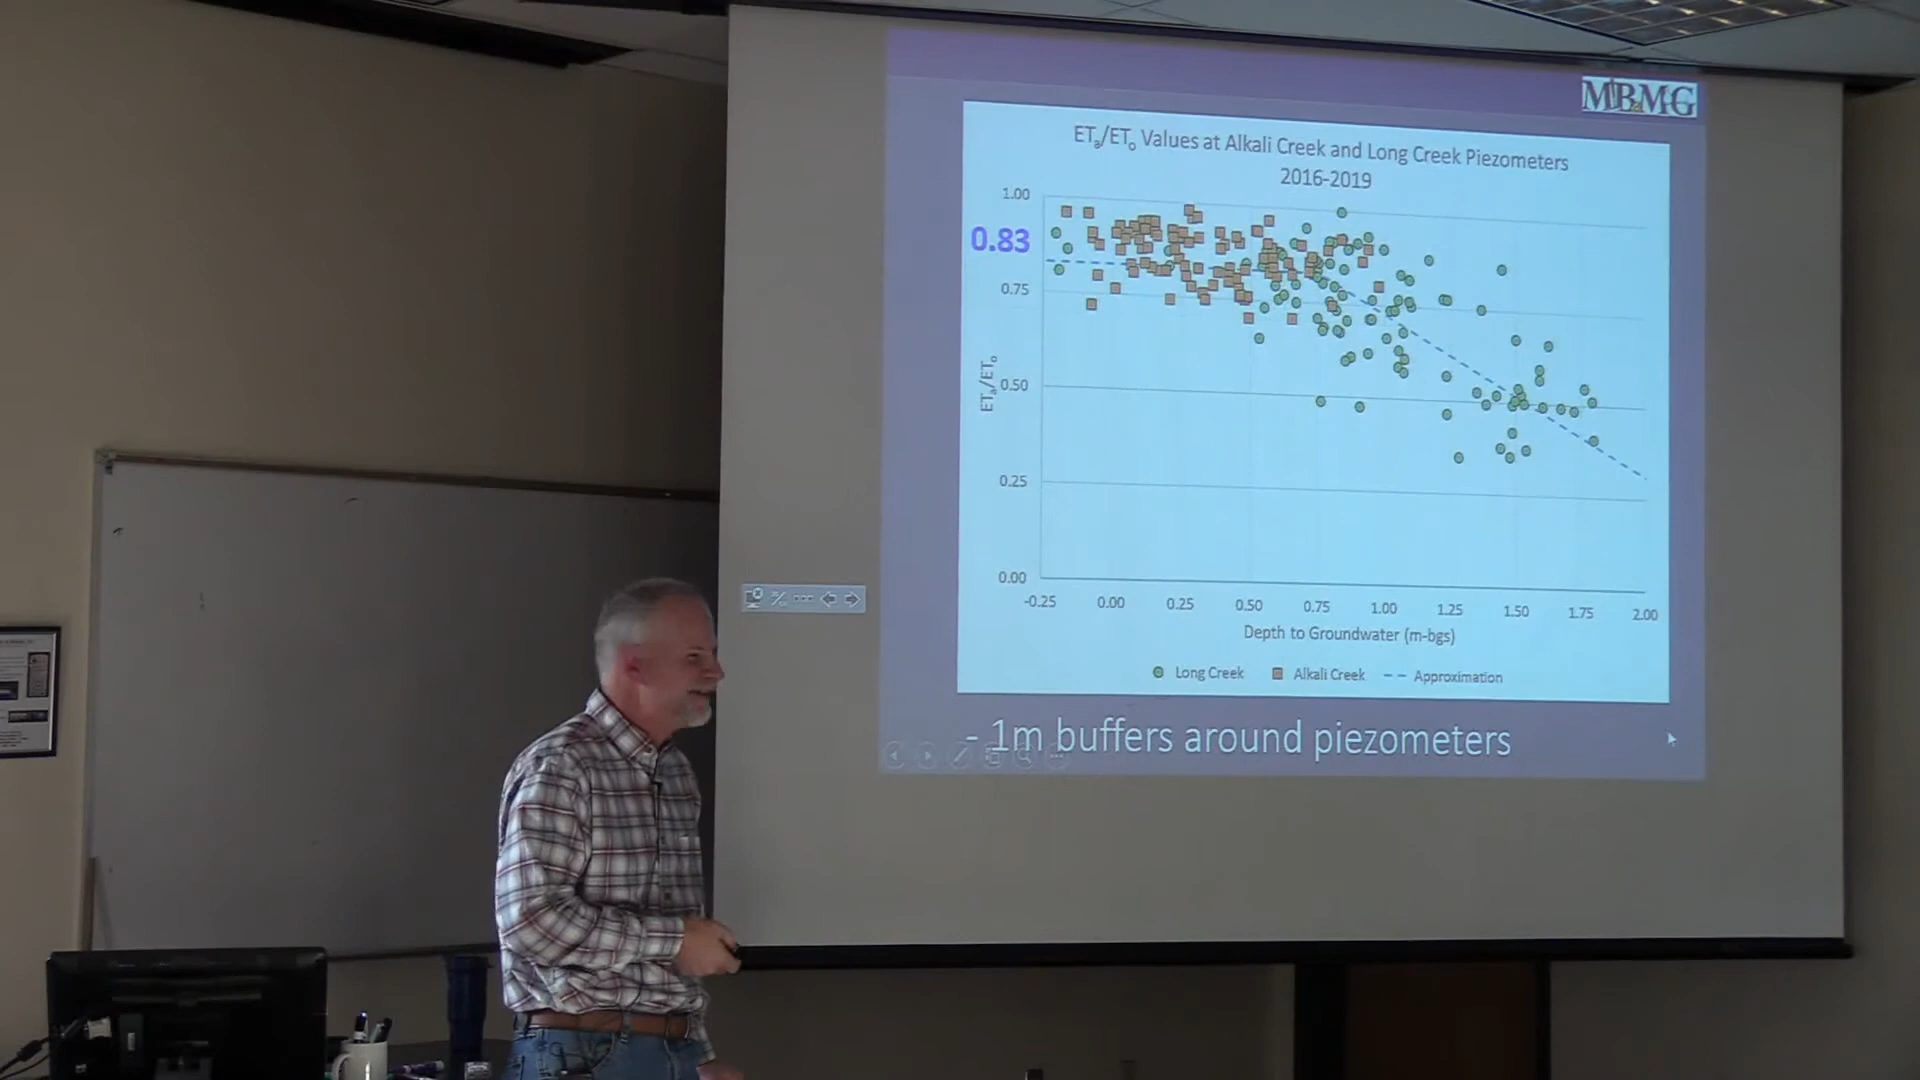 MBMG
ETa/ETo Values at Alkali Creek and Long Creek Piezometers
2016-2019
1.00
0.83
0.75
0.50
0.25
0.00
ETa/ETo
-0.25 0.00 0.25 0.50 0.75 1.00 1.25 1.50 1.75 2.00
Depth to Groundwater (m-bgs)
Long Creek Alkali Creek Approximation
- 1m buffers around piezometers